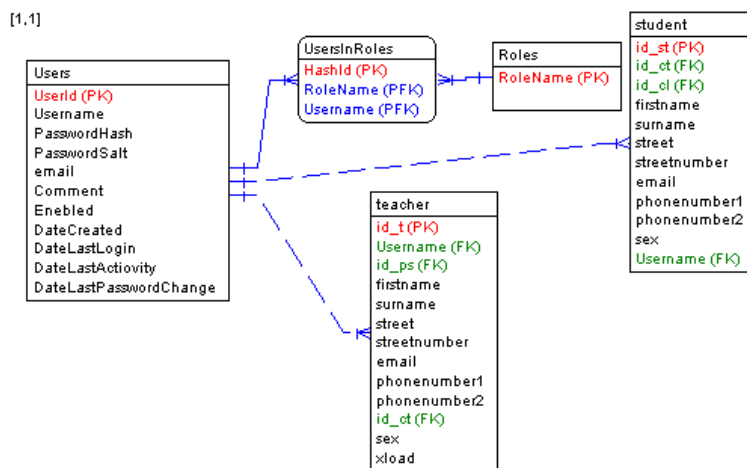 [1,1]
Users
UserId (PK)
Username
PasswordHash
PasswordSalt
email
Comment
Enebled
DateCreated
DateLastLogin
DateLastActiovity
DateLastPasswordChange
UsersInRoles
HashId (PK)
RoleName (PFK)
Username (PFK)
Roles
RoleName (PK)
student
id_st (PK)
id_ct (FK)
id_cl (FK)
firstname
surname
street
streetnumber
email
phonenumber1
phonenumber2
sex
Username (FK)
teacher
id_t (PK)
Username (FK)
id_ps (FK)
firstname
surname
street
streetnumber
email
phonenumber1
phonenumber2
id_ct (FK)
sex
xload